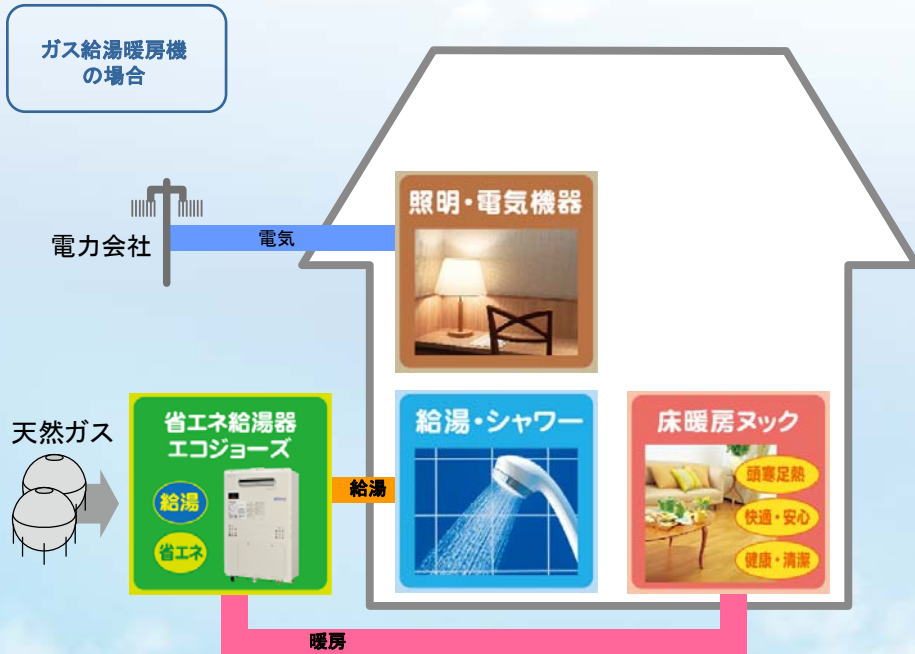 ガス給湯暖房機
の場合
照明・電気機器
電力会社
電気
天然ガス
省エネ給湯器
エコジョーズ
給湯
省エネ
給湯
給湯・シャワー
床暖房ヌック
頭寒足熱
快適・安心
健康・清潔
暖房